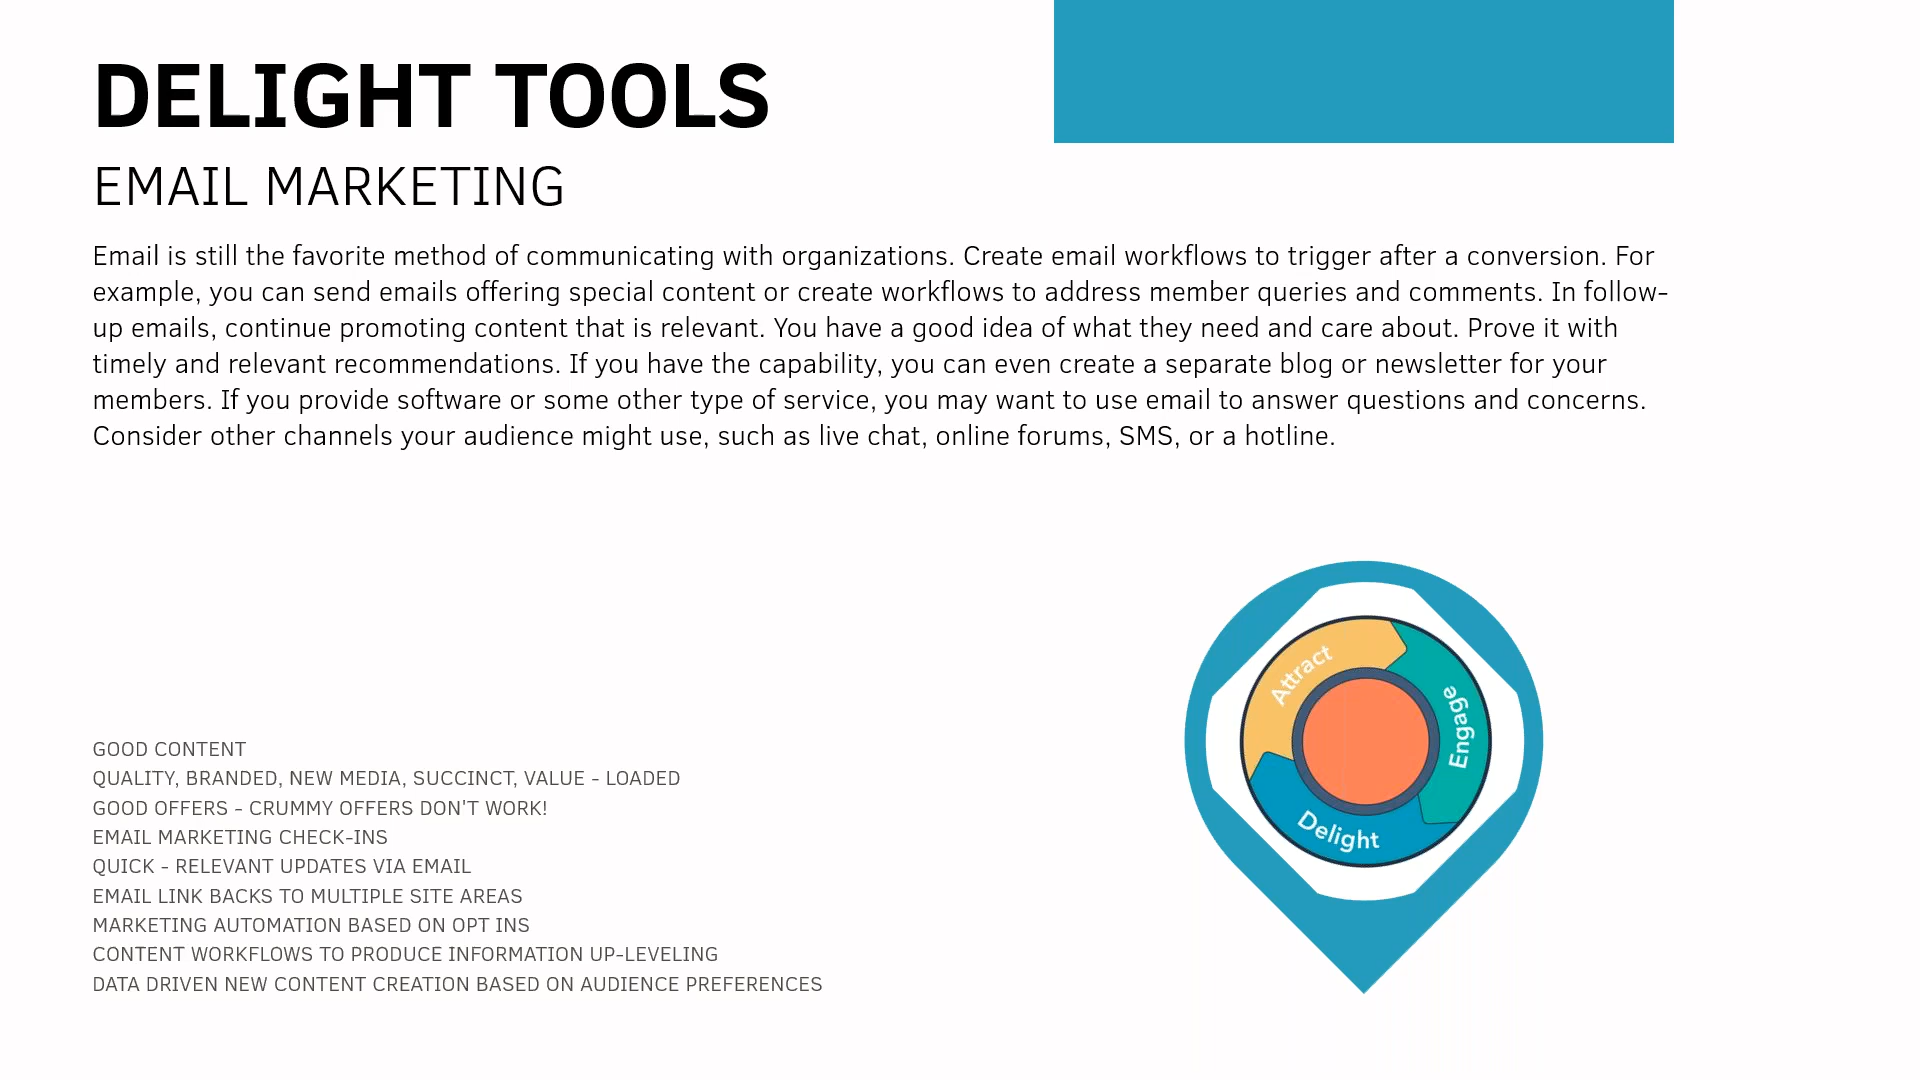 DELIGHT TOOLS
EMAIL MARKETING
Email is still the favorite method of communicating with organizations. Create email workflows to trigger after a conversion. For
example, you can send emails offering special content or create workflows to address member queries and comments. In follow-
up emails, continue promoting content that is relevant. You have a good idea of what they need and care about. Prove it with
timely and relevant recommendations. If you have the capability, you can even create a separate blog or newsletter for your
members. If you provide software or some other type of service, you may want to use email to answer questions and concerns.
Consider other channels your audience might use, such as live chat, online forums, SMS, or a hotline.
GOOD CONTENT
QUALITY, BRANDED, NEW MEDIA, SUCCINCT, VALUE - LOADED
GOOD OFFERS - CRUMMY OFFERS DON'T WORK!
EMAIL MARKETING CHECK-INS
QUICK - RELEVANT UPDATES VIA EMAIL
EMAIL LINK BACKS TO MULTIPLE SITE AREAS
MARKETING AUTOMATION BASED ON OPT INS
CONTENT WORKFLOWS TO PRODUCE INFORMATION UP-LEVELING
DATA DRIVEN NEW CONTENT CREATION BASED ON AUDIENCE PREFERENCES
Attract
Engage
Delight